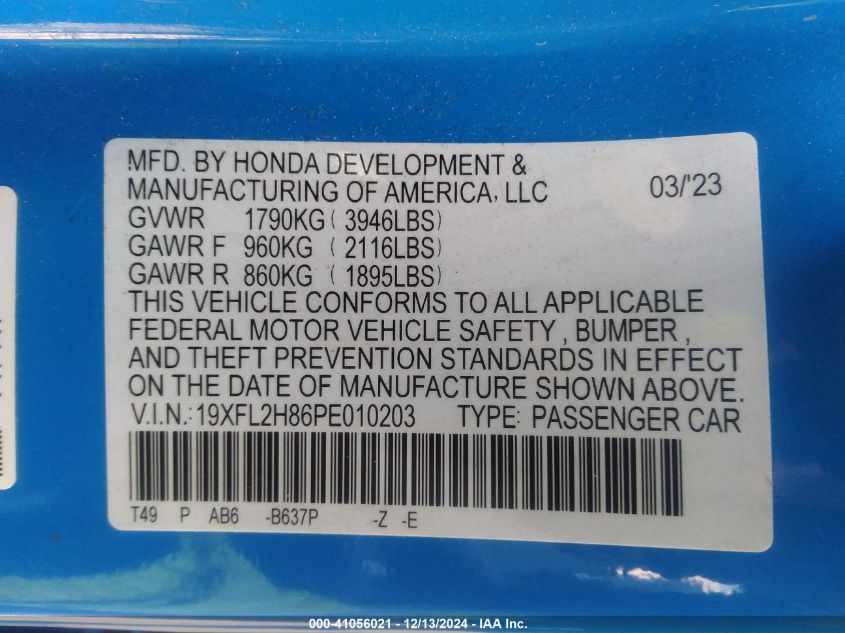 MFD. BY HONDA DEVELOPMENT &
MANUFACTURING OF AMERICA, LLC 03/'23
GVWR 1790KG ( 3946LBS)
GAWR F 960KG ( 2116LBS)
GAWR R 860KG ( 1895LBS)
THIS VEHICLE CONFORMS TO ALL APPLICABLE
FEDERAL MOTOR VEHICLE SAFETY , BUMPER ,
AND THEFT PREVENTION STANDARDS IN EFFECT
ON THE DATE OF MANUFACTURE SHOWN ABOVE.
V.I.N.: 19XFL2H86PE010203 TYPE: PASSENGER CAR
T49 P AB6 -B637P -Z -E
000-41056021 - 12/13/2024 - IAA Inc.